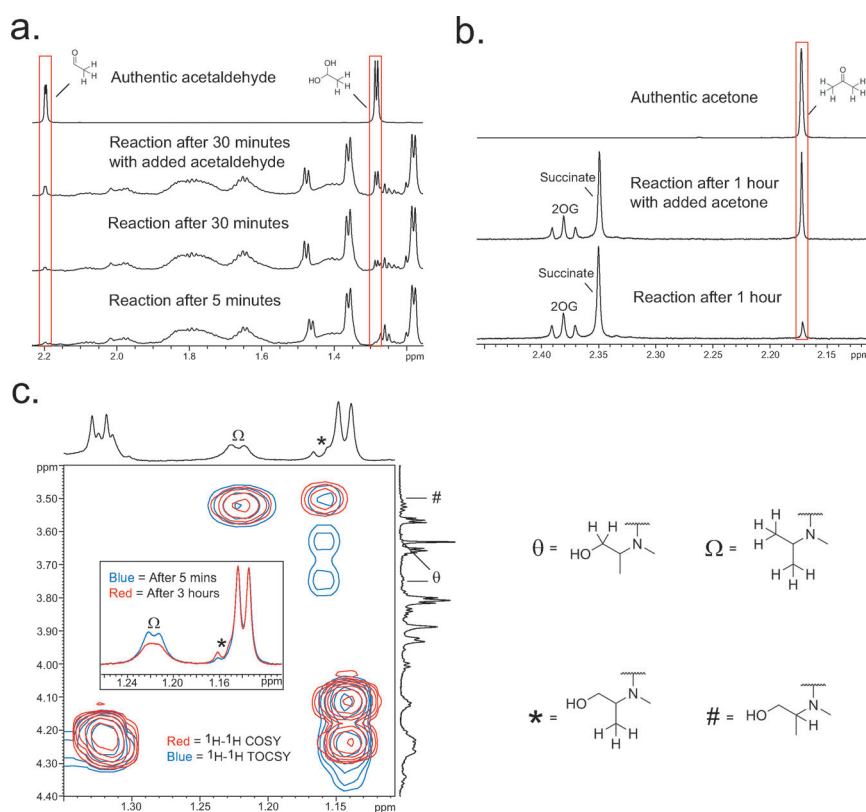 a.
O
H
H
H
Authentic acetaldehyde
OH
HO
H
H
H
Reaction after 30 minutes
with added acetaldehyde
Reaction after 30 minutes
Reaction after 5 minutes
2.2 2.0 1.8 1.6 1.4 ppm
b.
Authentic acetone
O
H H
H H
H H
Succinate
2OG
Reaction after 1 hour
with added acetone
Succinate
2OG
Reaction after 1 hour
2.40 2.35 2.30 2.25 2.20 2.15 ppm
c.
Ω
*
ppm
3.50
3.60
3.70
3.80
3.90
4.00
4.10
4.20
4.30
4.40
#
θ
Blue = After 5 mins
Red = After 3 hours
Ω
*
1.24 1.20 1.16 ppm
Red = ¹H-¹H COSY
Blue = ¹H-¹H TOCSY
1.30 1.25 1.20 1.15 ppm
θ =
H H
HO
N
Ω =
H
H
H
N
H
H
H
* =
HO
N
H
H
H
# =
HO
N
H